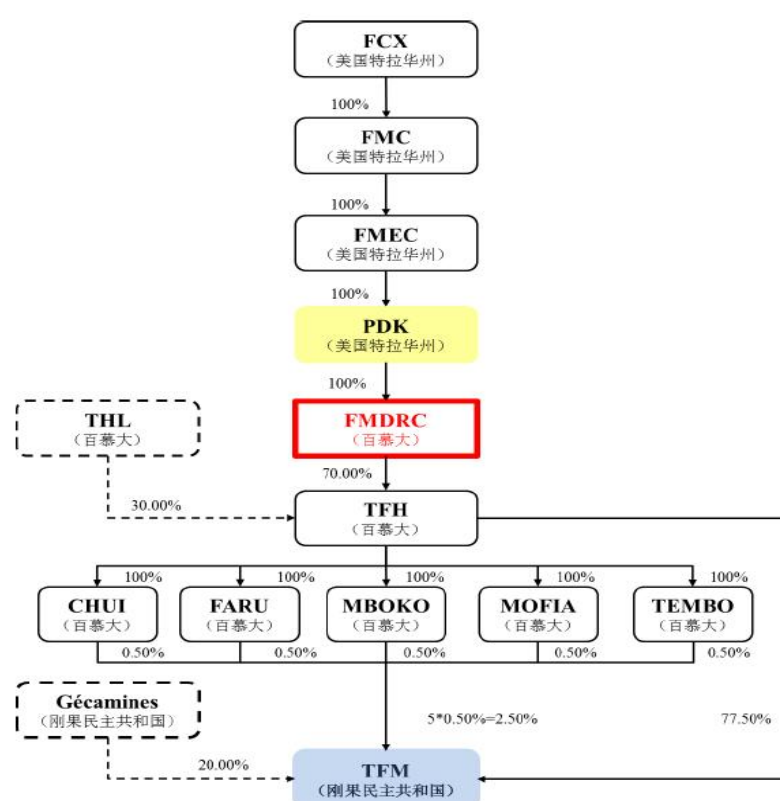 FCX
（美国特拉华州）
100%
FMC
（美国特拉华州）
100%
FMEC
（美国特拉华州）
100%
PDK
（美国特拉华州）
100%
THL
（百慕大）
FMDRC
（百慕大）
70.00%
30.00%
TFH
（百慕大）
100%
100%
100%
100%
100%
CHUI
（百慕大）
FARU
（百慕大）
MBOKO
（百慕大）
MOFIA
（百慕大）
TEMBO
（百慕大）
0.50%
0.50%
0.50%
0.50%
0.50%
Gécamines
（刚果民主共和国）
5*0.50%=2.50%
77.50%
20.00%
TFM
（刚果民主共和国）